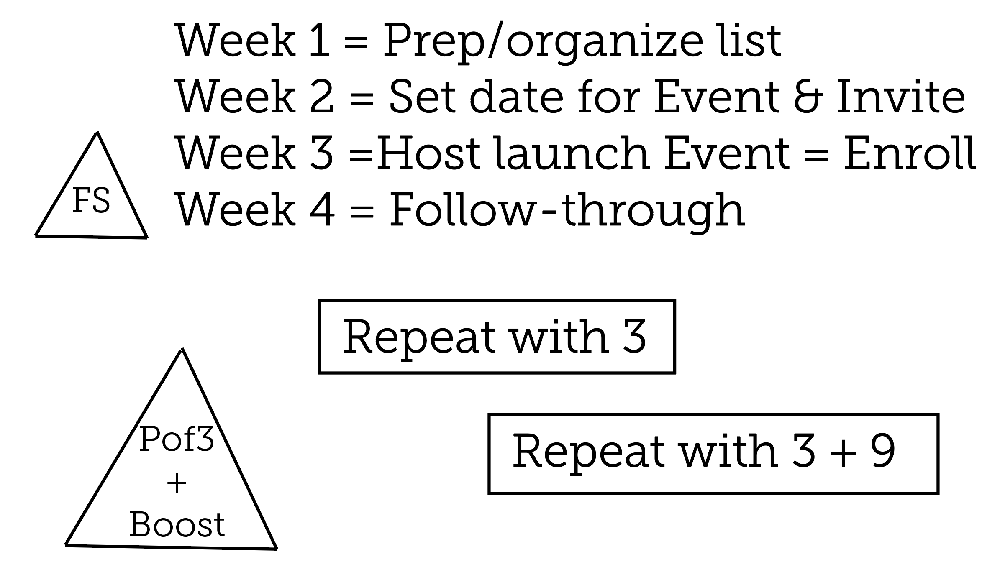 Week 1 = Prep/organize list
Week 2 = Set date for Event & Invite
Week 3 =Host launch Event = Enroll
Week 4 = Follow-through
FS
Repeat with 3
Repeat with 3 + 9
Pof3
+
Boost